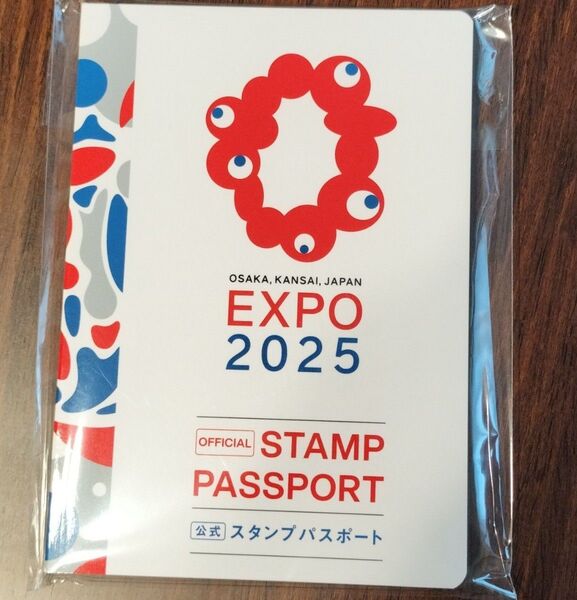 OSAKA, KANSAI, JAPAN
EXPO
2025
OFFICIAL STAMP
PASSPORT
公式 スタンプパスポート